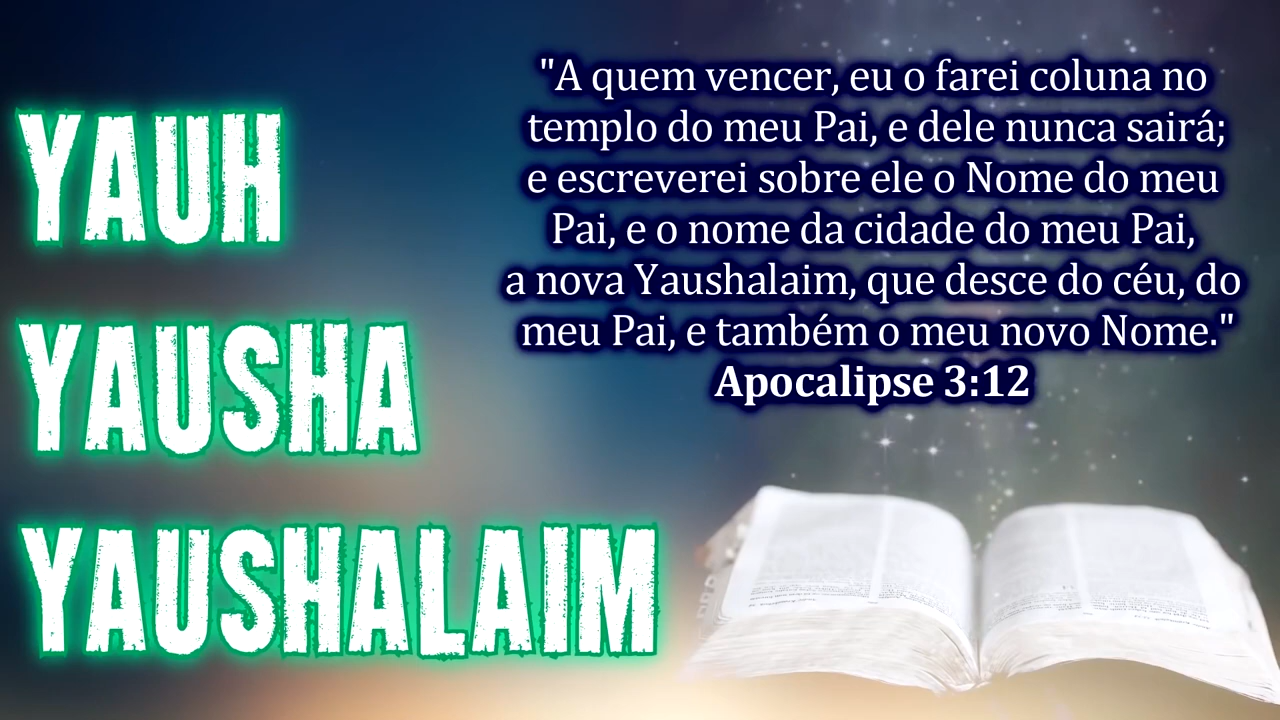 YAUH
YAUSHA
YAUSHALAIM
"A quem vencer, eu o farei coluna no
templo do meu Pai, e dele nunca sairá;
e escreverei sobre ele o Nome do meu
Pai, e o nome da cidade do meu Pai,
a nova Yaushalaim, que desce do céu, do
meu Pai, e também o meu novo Nome."
Apocalipse 3:12